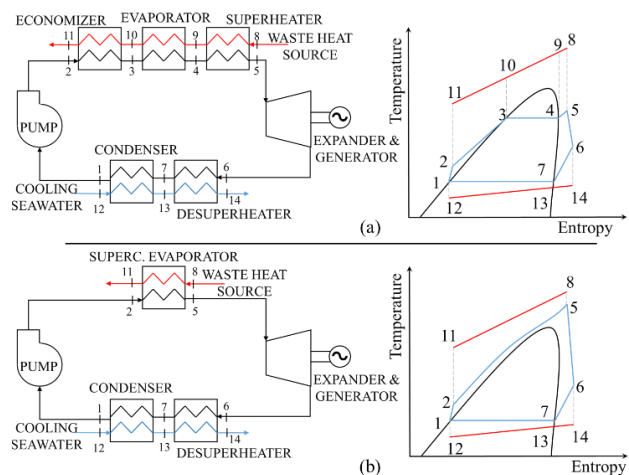 ECONOMIZER
EVAPORATOR
SUPERHEATER
11
10
9
8
WASTE HEAT
SOURCE
2
3
4
5
PUMP
EXPANDER &
GENERATOR
CONDENSER
1
7
6
COOLING
SEAWATER
12
13
14
DESUPERHEATER
Temperature
9
8
10
11
3
4
5
6
2
1
7
12
13
14
(a)
Entropy
SUPERC. EVAPORATOR
11
8
WASTE HEAT
SOURCE
2
5
PUMP
EXPANDER &
GENERATOR
CONDENSER
1
7
6
COOLING
SEAWATER
12
13
14
DESUPERHEATER
Temperature
8
5
11
2
6
1
7
12
13
14
(b)
Entropy